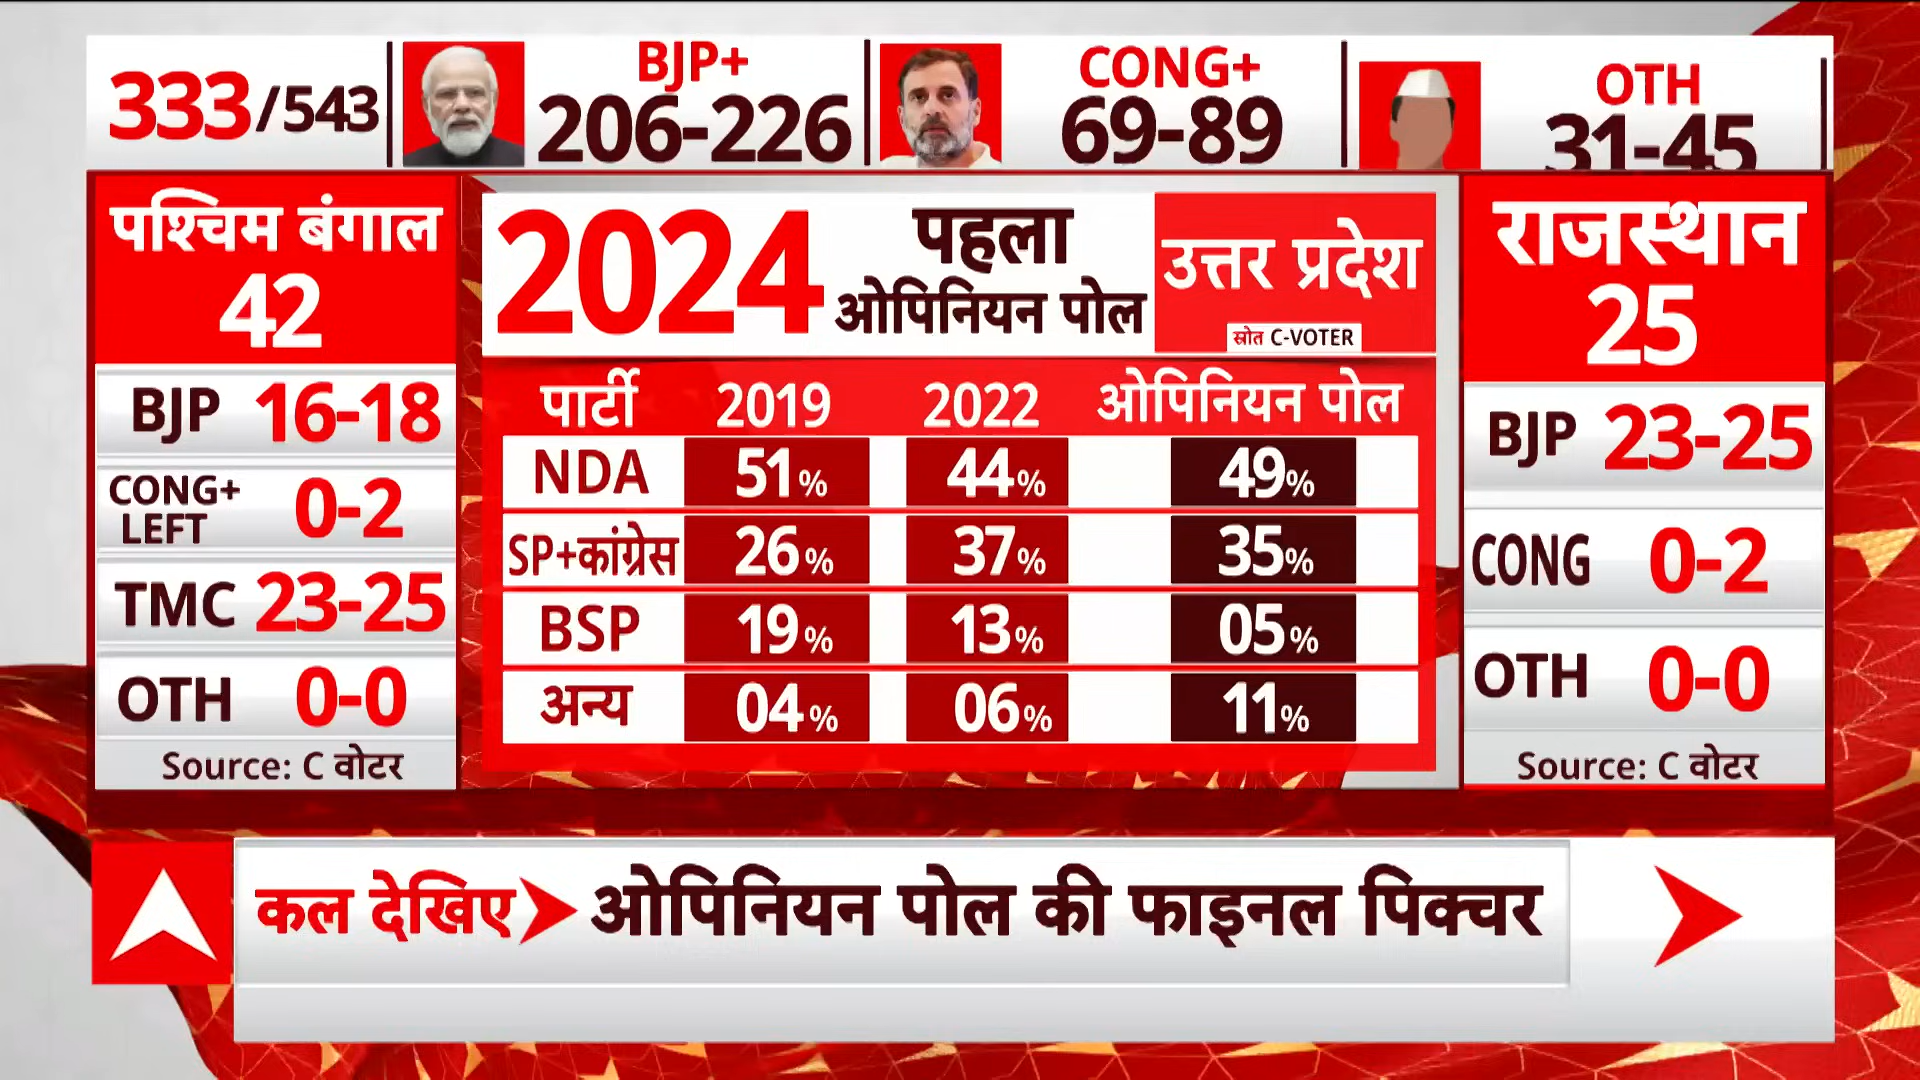 333/543
BJP+
206-226
CONG+
69-89
OTH
31-45
पश्चिम बंगाल
42
BJP 16-18
CONG+
LEFT 0-2
TMC 23-25
OTH 0-0
Source: C वोटर
2024 पहला
ओपिनियन पोल
उत्तर प्रदेश
स्रोत C-VOTER
पार्टी 2019 2022 ओपिनियन पोल
NDA 51% 44% 49%
SP+कांग्रेस 26% 37% 35%
BSP 19% 13% 05%
अन्य 04% 06% 11%
राजस्थान
25
BJP 23-25
CONG 0-2
OTH 0-0
Source: C वोटर
कल देखिए ओपिनियन पोल की फाइनल पिक्चर